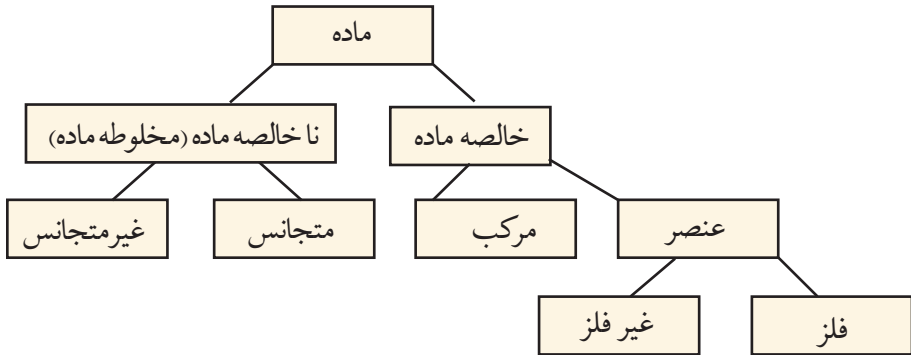 ماده
خالصه ماده
نا خالصه ماده (مخلوطه ماده)
عنصر
مرکب
متجانس
غیرمتجانس
فلز
غیر فلز